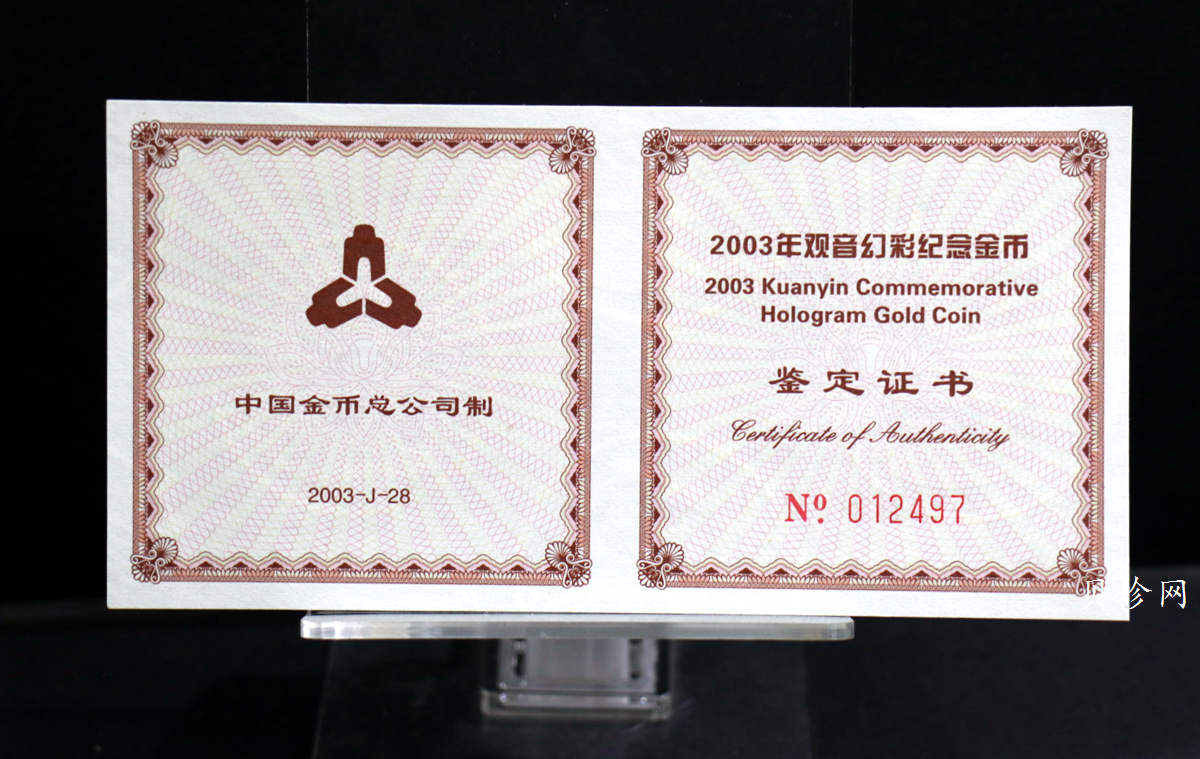 中国金币总公司制
2003-J-28
2003年观音幻彩纪念金币
2003 Kuanyin Commemorative
Hologram Gold Coin
鉴定证书
Certificate of Authenticity
Nº 012497
网